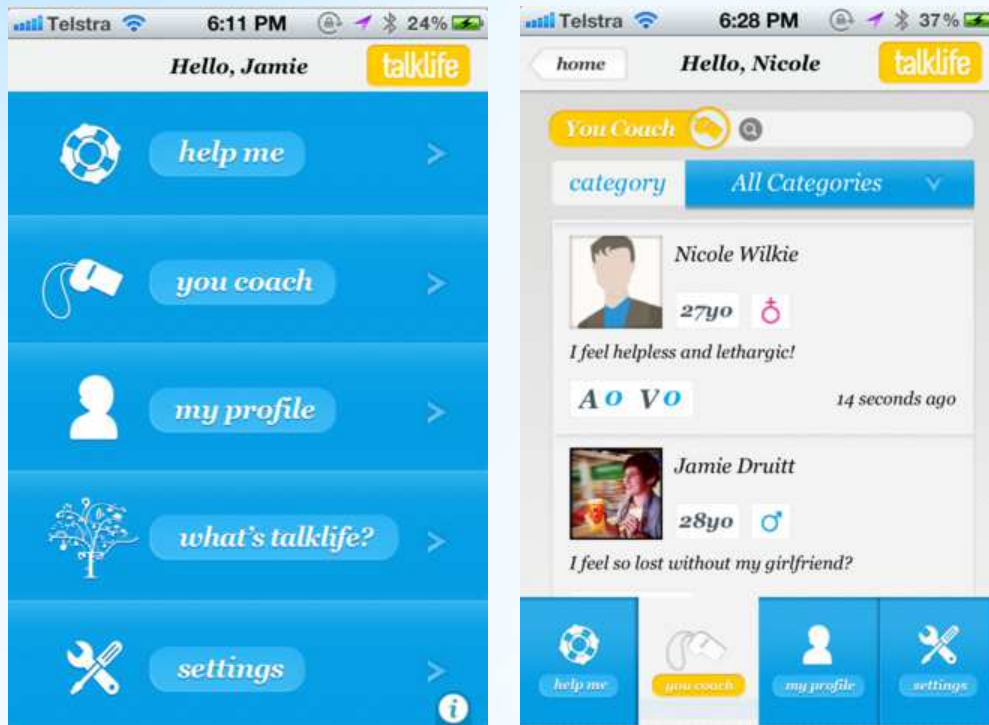 Telstra 6:11 PM 24%
Hello, Jamie talklife
help me
you coach
my profile
what's talklife?
settings
i
Telstra 6:28 PM 37%
home Hello, Nicole talklife
You Coach
category All Categories
Nicole Wilkie
27yo
I feel helpless and lethargic!
A 0 V 0 14 seconds ago
Jamie Druitt
28yo
I feel so lost without my girlfriend?
help me you coach my profile settings